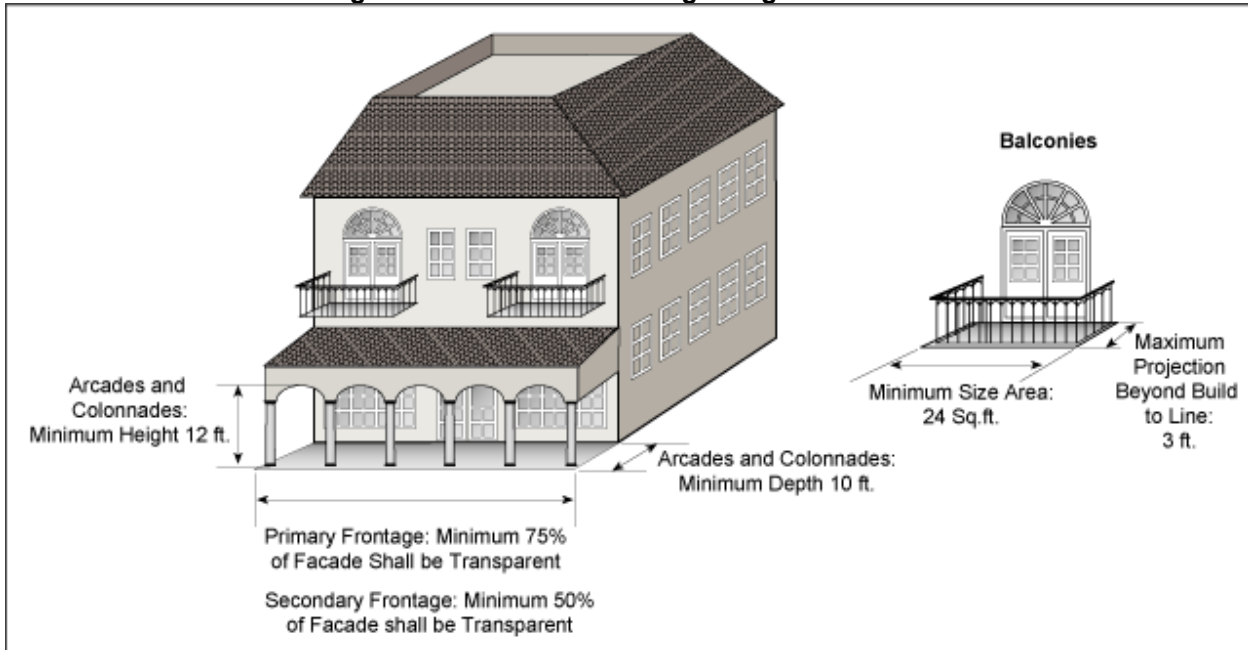 Balconies
Arcades and
Colonnades:
Minimum Height 12 ft.
Minimum Size Area:
24 Sq.ft.
Maximum
Projection
Beyond Build
to Line:
3 ft.
Arcades and Colonnades:
Minimum Depth 10 ft.
Primary Frontage: Minimum 75%
of Facade Shall be Transparent
Secondary Frontage: Minimum 50%
of Facade shall be Transparent